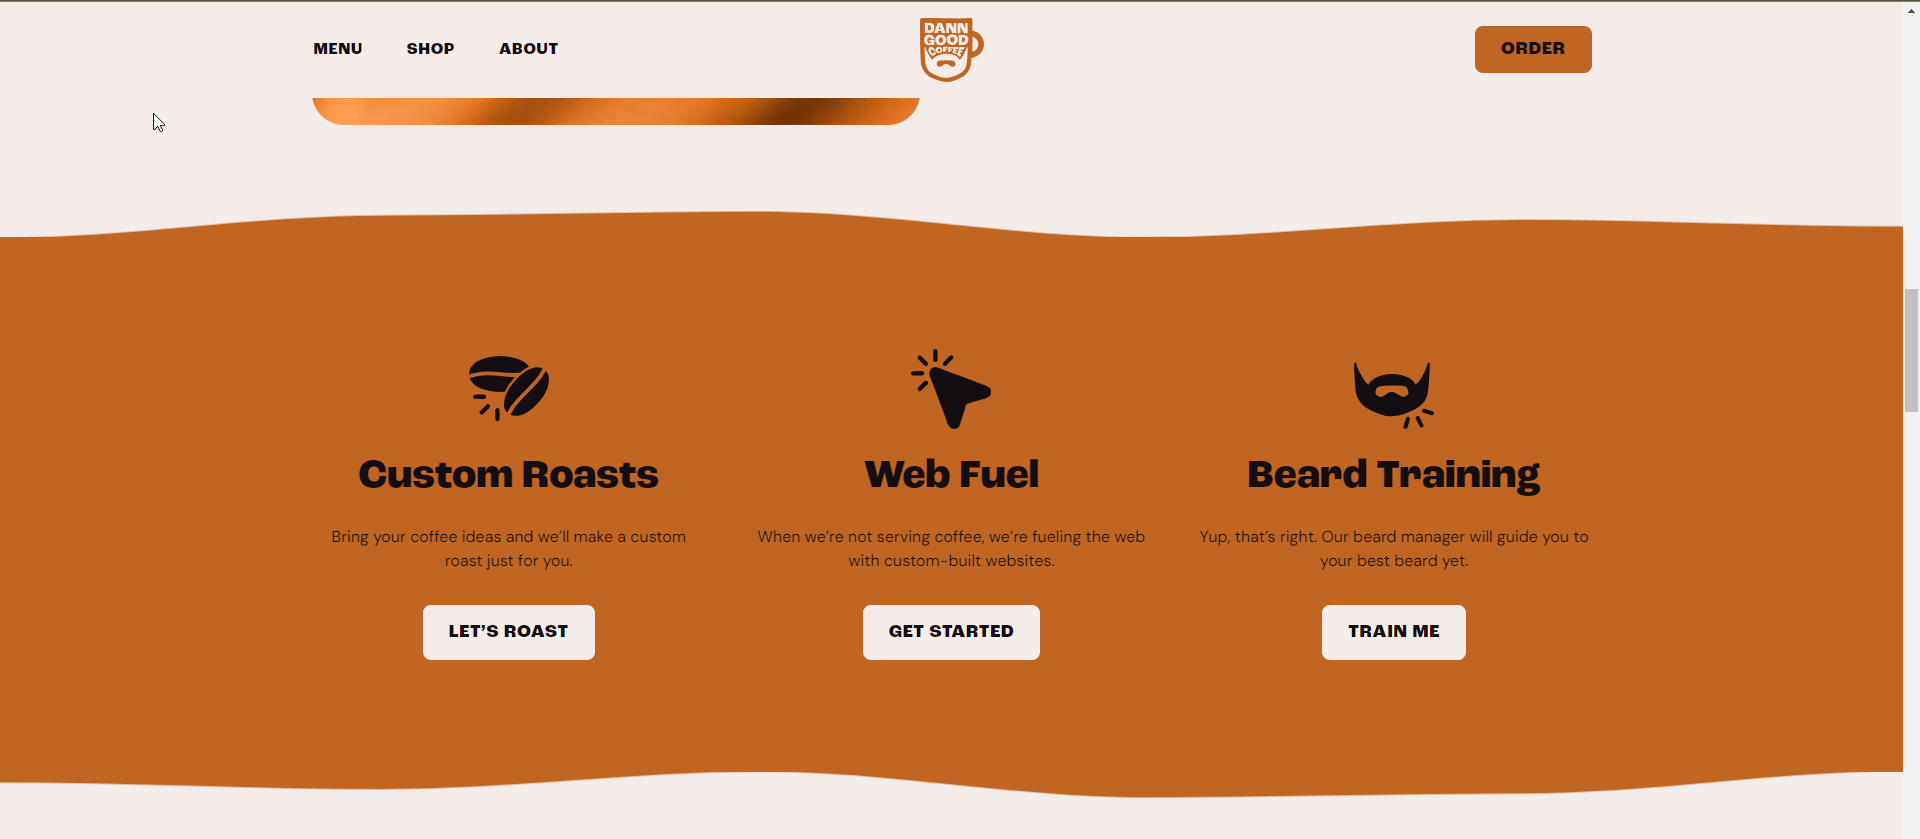 MENU SHOP ABOUT
DANN
GOOD
COFFEE
ORDER
Custom Roasts
Bring your coffee ideas and we’ll make a custom
roast just for you.
LET’S ROAST
Web Fuel
When we’re not serving coffee, we’re fueling the web
with custom-built websites.
GET STARTED
Beard Training
Yup, that’s right. Our beard manager will guide you to
your best beard yet.
TRAIN ME